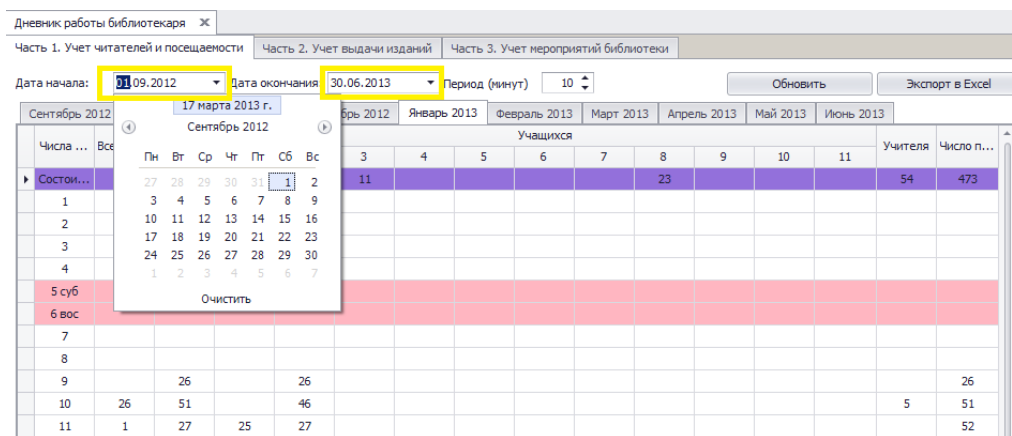 Дневник работы библиотекаря ×
Часть 1. Учет читателей и посещаемости Часть 2. Учет выдачи изданий Часть 3. Учет мероприятий библиотеки
Дата начала: 01.09.2012 Дата окончания: 30.06.2013 Период (минут) 10 Обновить Экспорт в Excel
17 марта 2013 г.
Сентябрь 2012 брь 2012 Январь 2013 Февраль 2013 Март 2013 Апрель 2013 Май 2013 Июнь 2013
Сентябрь 2012
Учащихся
Числа ... Все 3 4 5 6 7 8 9 10 11 Учителя Число п...
Пн Вт Ср Чт Пт Сб Вс
27 28 29 30 31 1 2
3 4 5 6 7 8 9
10 11 12 13 14 15 16
17 18 19 20 21 22 23
24 25 26 27 28 29 30
1 2 3 4 5 6 7
Очистить
Состои... 11 23 54 473
1
2
3
4
5 суб
6 вос
7
8
9 26 26 26
10 26 51 46 5 51
11 1 27 25 27 52